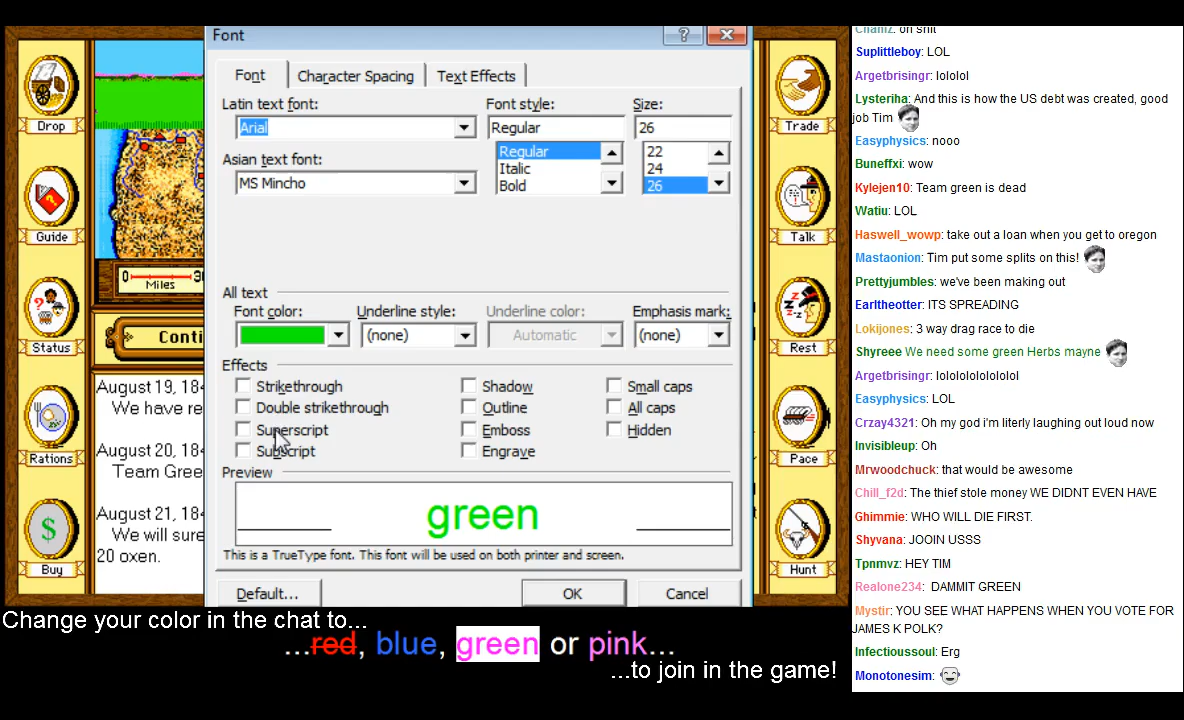 Drop
Guide
Status
Rations
Buy
0 30
Miles
Conti
August 19, 184
We have re
August 20, 184
Team Gree
August 21, 184
We will sure
20 oxen.
Font
Font
Character Spacing
Text Effects
Latin text font:
Font style:
Size:
Arial
Regular
26
Regular
22
Italic
24
Bold
26
Asian text font:
MS Mincho
All text
Font color:
Underline style:
Underline color:
Emphasis mark:
(none)
Automatic
(none)
Effects
Strikethrough
Shadow
Small caps
Double strikethrough
Outline
All caps
Superscript
Emboss
Hidden
Subscript
Engrave
Preview
green
This is a TrueType font. This font will be used on both printer and screen.
Default...
OK
Cancel
Trade
Talk
Rest
Pace
Hunt
Change your color in the chat to...
...red, blue, green or pink...
...to join in the game!
Suplittleboy: LOL
Argetbrisingr: lololol
Lysteriha: And this is how the US debt was created, good
job Tim
Easyphysics: nooo
Buneffxi: wow
Kylejen10: Team green is dead
Watiu: LOL
Haswell_wowp: take out a loan when you get to oregon
Mastaonion: Tim put some splits on this!
Prettyjumbles: we've been making out
Earltheotter: ITS SPREADING
Lokijones: 3 way drag race to die
Shyreee We need some green Herbs mayne
Argetbrisingr: lolololololololol
Easyphysics: LOL
Crzay4321: Oh my god i'm literly laughing out loud now
Invisibleup: Oh
Mrwoodchuck: that would be awesome
Chill_f2d: The thief stole money WE DIDNT EVEN HAVE
Ghimmie: WHO WILL DIE FIRST.
Shyvana: JOOIN USSS
Tpnmvz: HEY TIM
Realone234: DAMMIT GREEN
Mystir: YOU SEE WHAT HAPPENS WHEN YOU VOTE FOR
JAMES K POLK?
Infectioussoul: Erg
Monotonesim: